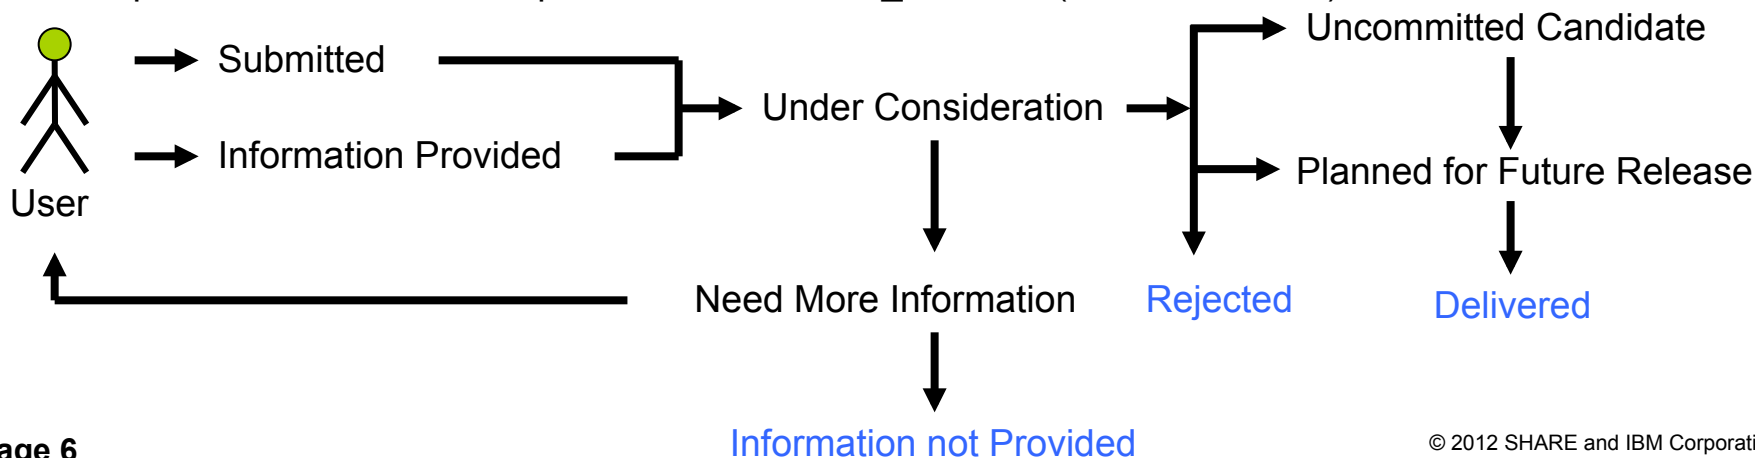 Uncommitted Candidate
Submitted
Under Consideration
Information Provided
Planned for Future Release
User
Need More Information
Rejected
Delivered
Information not Provided
6
© 2012 SHARE and IBM